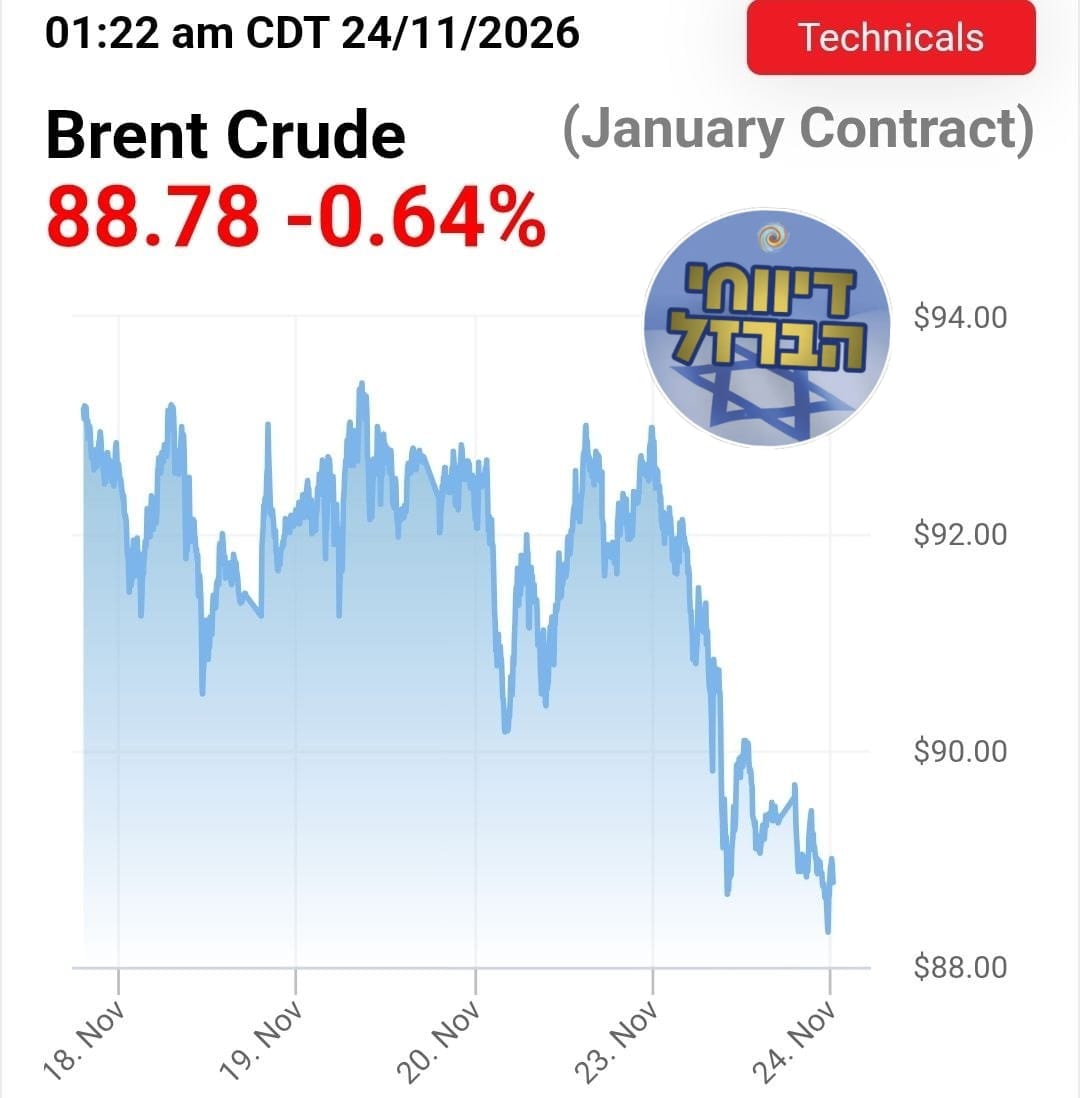 01:22 am CDT 24/11/2026
Technicals
Brent Crude
(January Contract)
88.78 -0.64%
דיווחי
הברזל
$94.00
$92.00
$90.00
$88.00
18. Nov
19. Nov
20. Nov
23. Nov
24. Nov